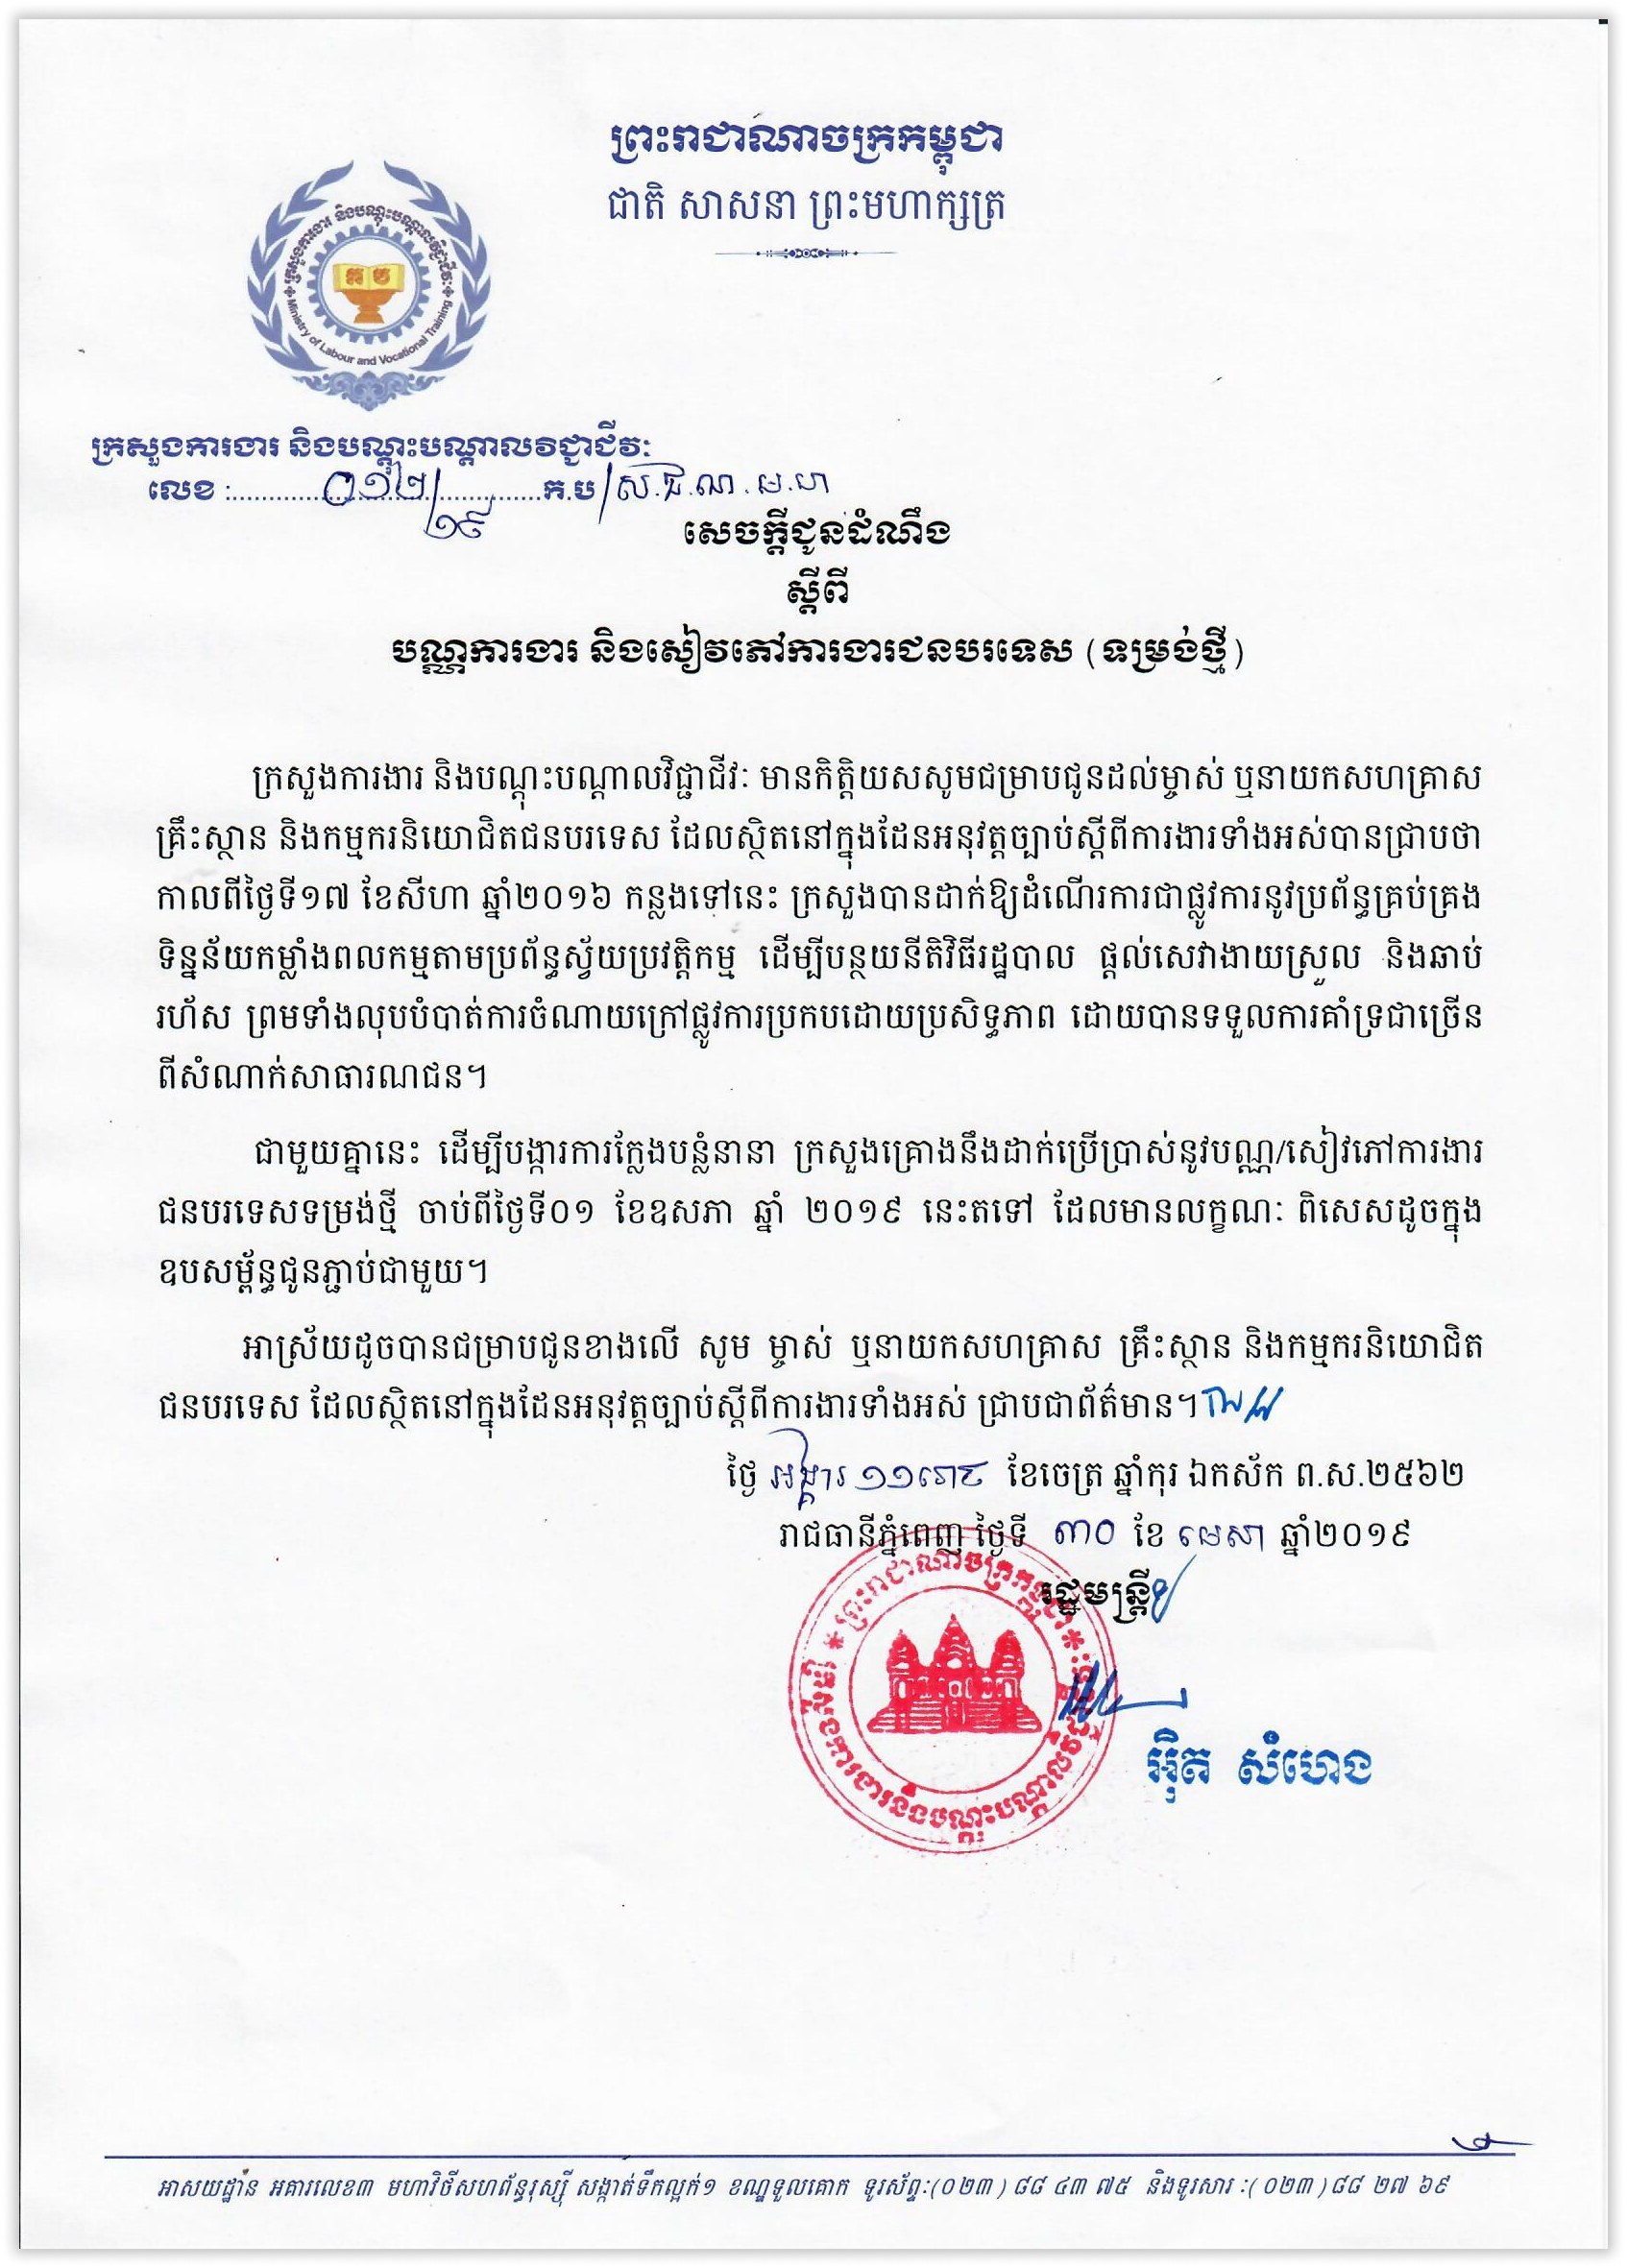 ព្រះរាជាណាចក្រកម្ពុជា
ជាតិ សាសនា ព្រះមហាក្សត្រ
ក្រសួងការងារ និងបណ្តុះបណ្តាលវិជ្ជាជីវៈ
Ministry of Labour and Vocational Training
គ ប
ក្រសួងការងារ និងបណ្តុះបណ្តាលវិជ្ជាជីវៈ
លេខ :០១២/១៩ ក.ប/ស.ជ.ណ.ម.ហ
សេចក្តីជូនដំណឹង
ស្តីពី
បណ្ណការងារ និងសៀវភៅការងារជនបរទេស (ទម្រង់ថ្មី)
ក្រសួងការងារ និងបណ្តុះបណ្តាលវិជ្ជាជីវៈ មានកិត្តិយសសូមជម្រាបជូនដល់ម្ចាស់ ឬនាយកសហគ្រាស
គ្រឹះស្ថាន និងកម្មករនិយោជិតជនបរទេស ដែលស្ថិតនៅក្នុងដែនអនុវត្តច្បាប់ស្តីពីការងារទាំងអស់បានជ្រាបថា
កាលពីថ្ងៃទី១៧ ខែសីហា ឆ្នាំ២០១៦ កន្លងទៅនេះ ក្រសួងបានដាក់ឱ្យដំណើរការជាផ្លូវការនូវប្រព័ន្ធគ្រប់គ្រង
ទិន្នន័យកម្លាំងពលកម្មតាមប្រព័ន្ធស្វ័យប្រវត្តិកម្ម ដើម្បីបន្ថយនីតិវិធីរដ្ឋបាល ផ្តល់សេវាងាយស្រួល និងឆាប់
រហ័ស ព្រមទាំងលុបបំបាត់ការចំណាយក្រៅផ្លូវការប្រកបដោយប្រសិទ្ធភាព ដោយបានទទួលការគាំទ្រជាច្រើន
ពីសំណាក់សាធារណជន។
ជាមួយគ្នានេះ ដើម្បីបង្ការការក្លែងបន្លំនានា ក្រសួងគ្រោងនឹងដាក់ប្រើប្រាស់នូវបណ្ណ/សៀវភៅការងារ
ជនបរទេសទម្រង់ថ្មី ចាប់ពីថ្ងៃទី០១ ខែឧសភា ឆ្នាំ ២០១៩ នេះតទៅ ដែលមានលក្ខណៈ ពិសេសដូចក្នុង
ឧបសម្ព័ន្ធជូនភ្ជាប់ជាមួយ។
អាស្រ័យដូចបានជម្រាបជូនខាងលើ សូម ម្ចាស់ ឬនាយកសហគ្រាស គ្រឹះស្ថាន និងកម្មករនិយោជិត
ជនបរទេស ដែលស្ថិតនៅក្នុងដែនអនុវត្តច្បាប់ស្តីពីការងារទាំងអស់ ជ្រាបជាព័ត៌មាន។
ថ្ងៃ អង្គារ ១១រោច ខែចេត្រ ឆ្នាំកុរ ឯកស័ក ព.ស.២៥៦២
រាជធានីភ្នំពេញ ថ្ងៃទី ៣០ ខែ មេសា ឆ្នាំ២០១៩
រដ្ឋមន្ត្រី
ព្រះរាជាណាចក្រកម្ពុជា
ក្រសួងការងារនិងបណ្តុះបណ្តាលវិជ្ជាជីវៈ
អ៊ិត សំហេង
អាសយដ្ឋាន អគារលេខ៣ មហាវិថីសហព័ន្ធរុស្ស៊ី សង្កាត់ទឹកល្អក់១ ខណ្ឌទួលគោក ទូរស័ព្ទៈ(០២៣) ៨៨ ៤៣ ៧៥ និងទូរសារ ៈ( ០២៣) ៨៨ ២៧ ៦៩